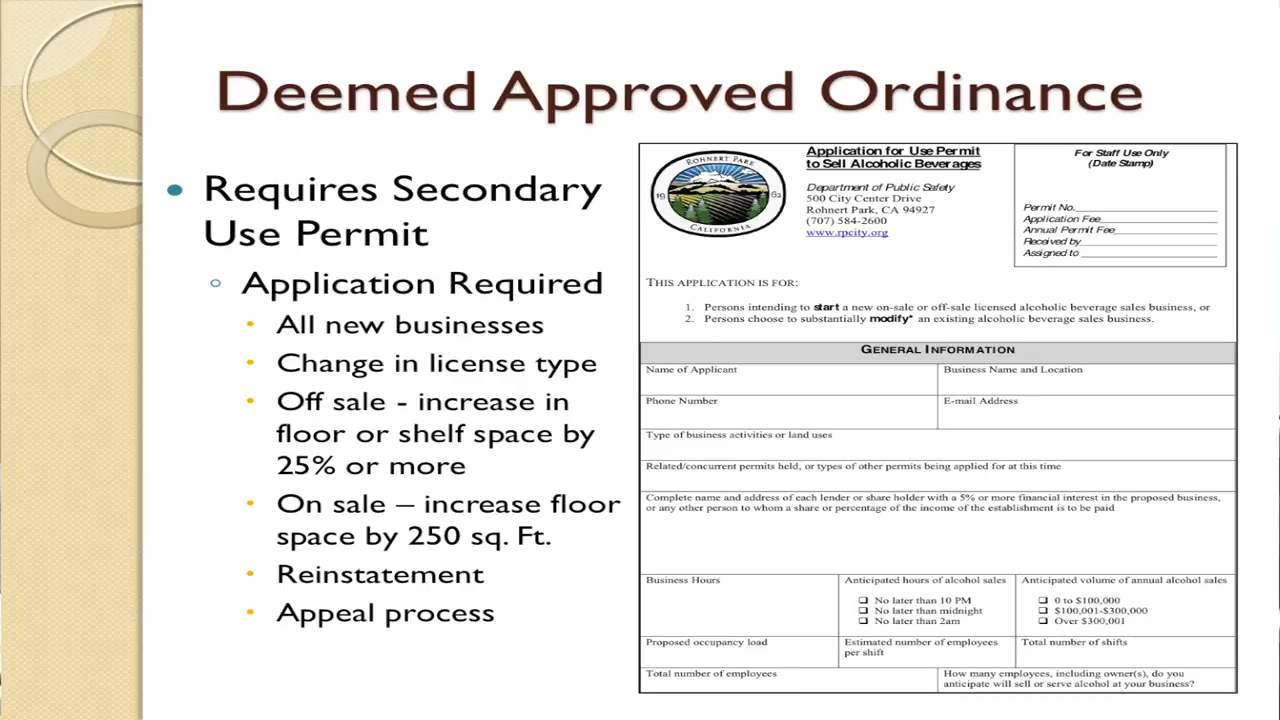 Deemed Approved Ordinance
Requires Secondary
Use Permit
Application Required
All new businesses
Change in license type
Off sale - increase in
floor or shelf space by
25% or more
On sale – increase floor
space by 250 sq. Ft.
Reinstatement
Appeal process
ROHNERT PARK
19 62
CALIFORNIA
Application for Use Permit
to Sell Alcoholic Beverages
Department of Public Safety
500 City Center Drive
Rohnert Park, CA 94927
(707) 584-2600
www.rpcity.org
For Staff Use Only
(Date Stamp)
Permit No.
Application Fee
Annual Permit Fee
Received by
Assigned to
THIS APPLICATION IS FOR:
1. Persons intending to start a new on-sale or off-sale licensed alcoholic beverage sales business, or
2. Persons choose to substantially modify* an existing alcoholic beverage sales business.
GENERAL INFORMATION
Name of Applicant
Business Name and Location
Phone Number
E-mail Address
Type of business activities or land uses
Related/concurrent permits held, or types of other permits being applied for at this time
Complete name and address of each lender or share holder with a 5% or more financial interest in the proposed business,
or any other person to whom a share or percentage of the income of the establishment is to be paid
Business Hours
Anticipated hours of alcohol sales
No later than 10 PM
No later than midnight
No later than 2am
Anticipated volume of annual alcohol sales
0 to $100,000
$100,001-$300,000
Over $300,001
Proposed occupancy load
Estimated number of employees
per shift
Total number of shifts
Total number of employees
How many employees, including owner(s), do you
anticipate will sell or serve alcohol at your business?